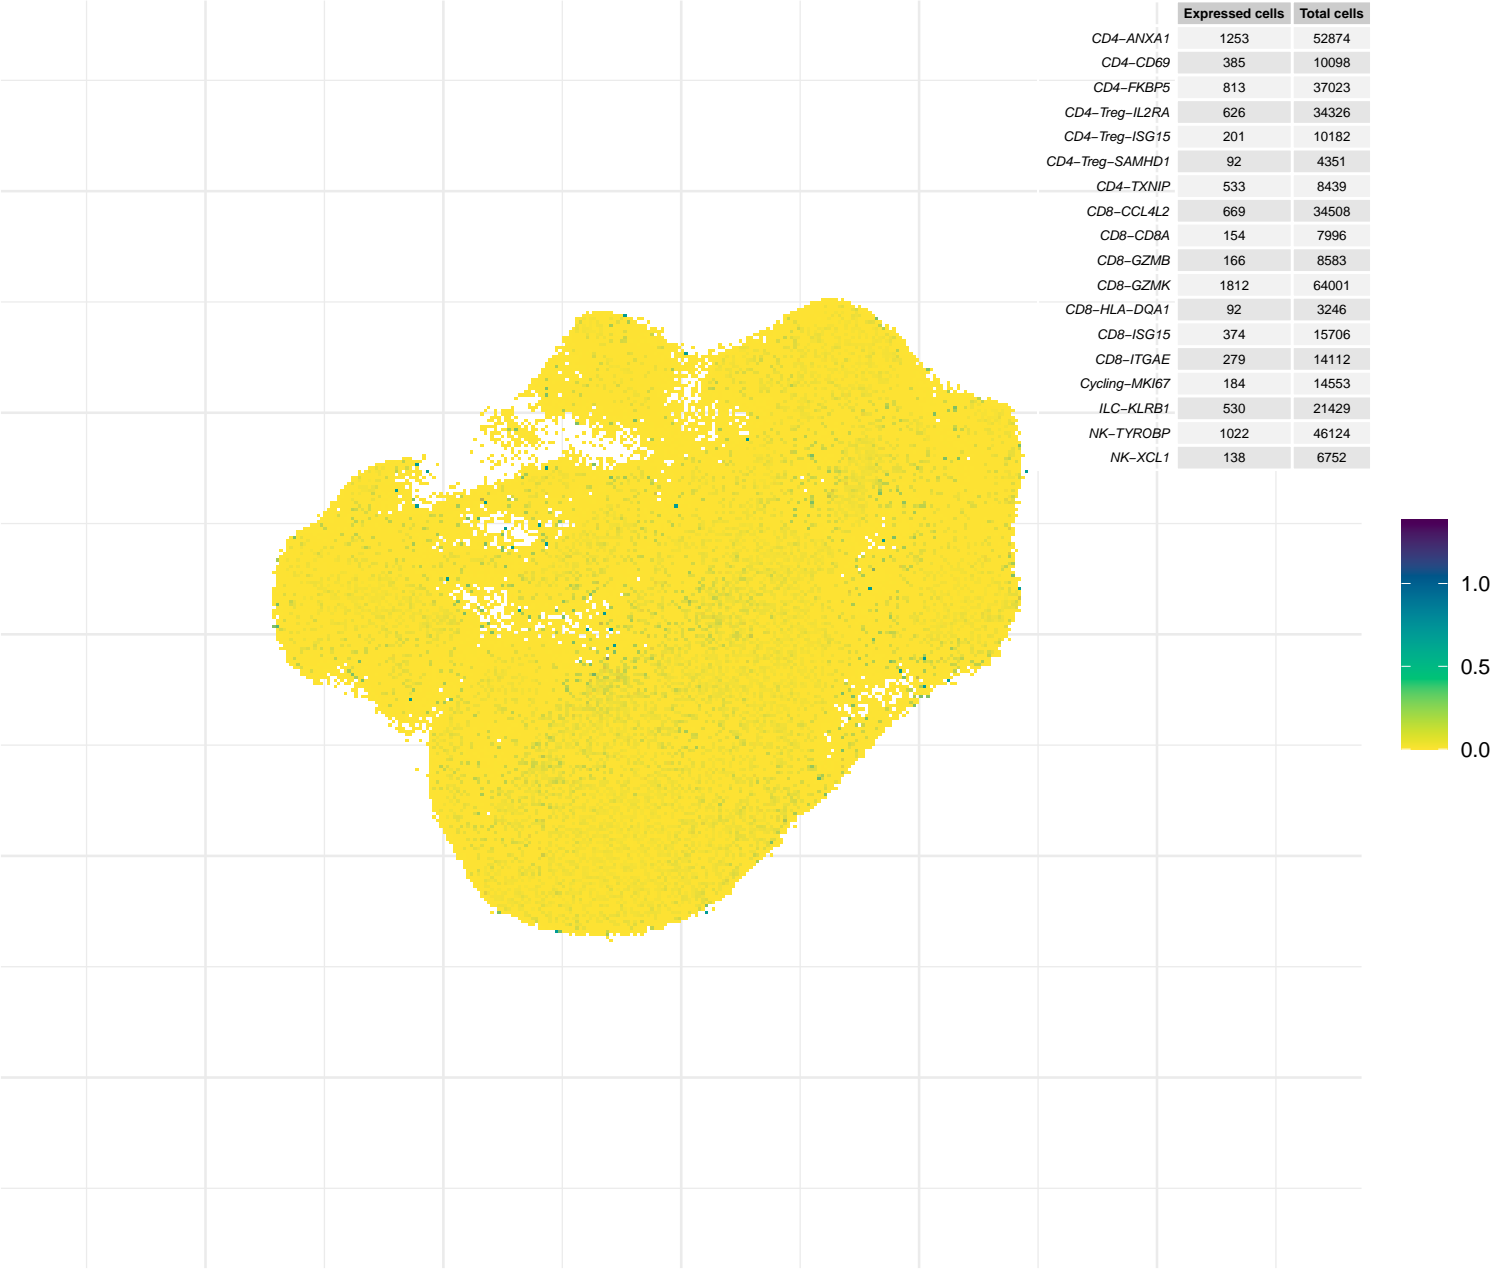 Expressed cells Total cells
CD4−ANXA1 1253 52874
CD4−CD69 385 10098
CD4−FKBP5 813 37023
CD4−Treg−IL2RA 626 34326
CD4−Treg−ISG15 201 10182
CD4−Treg−SAMHD1 92 4351
CD4−TXNIP 533 8439
CD8−CCL4L2 669 34508
CD8−CD8A 154 7996
CD8−GZMB 166 8583
CD8−GZMK 1812 64001
CD8−HLA−DQA1 92 3246
CD8−ISG15 374 15706
CD8−ITGAE 279 14112
Cycling−MKI67 184 14553
ILC−KLRB1 530 21429
NK−TYROBP 1022 46124
NK−XCL1 138 6752
1.0
0.5
0.0